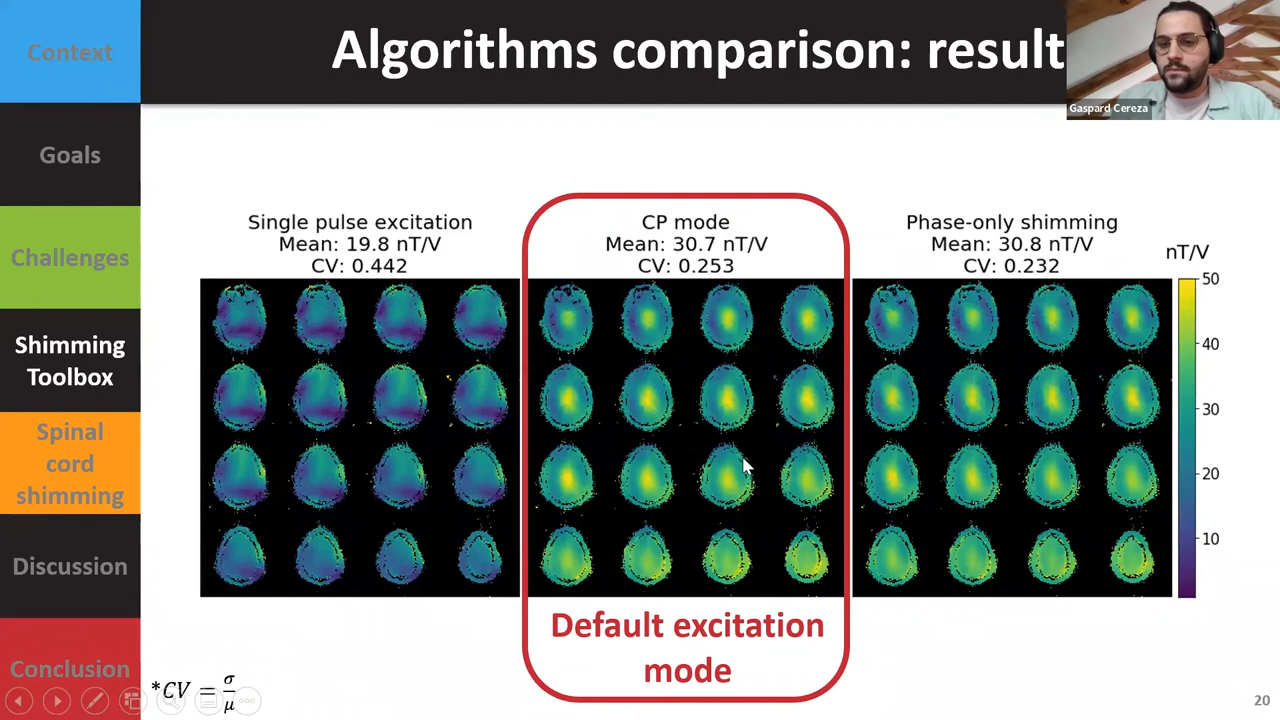 Context
Goals
Challenges
Shimming
Toolbox
Spinal
cord
shimming
Discussion
Conclusion
Algorithms comparison: result
Gaspard Cereza
Single pulse excitation
Mean: 19.8 nT/V
CV: 0.442
CP mode
Mean: 30.7 nT/V
CV: 0.253
Phase-only shimming
Mean: 30.8 nT/V
CV: 0.232
nT/V
50
40
30
20
10
Default excitation
mode
*CV = σ/μ
20